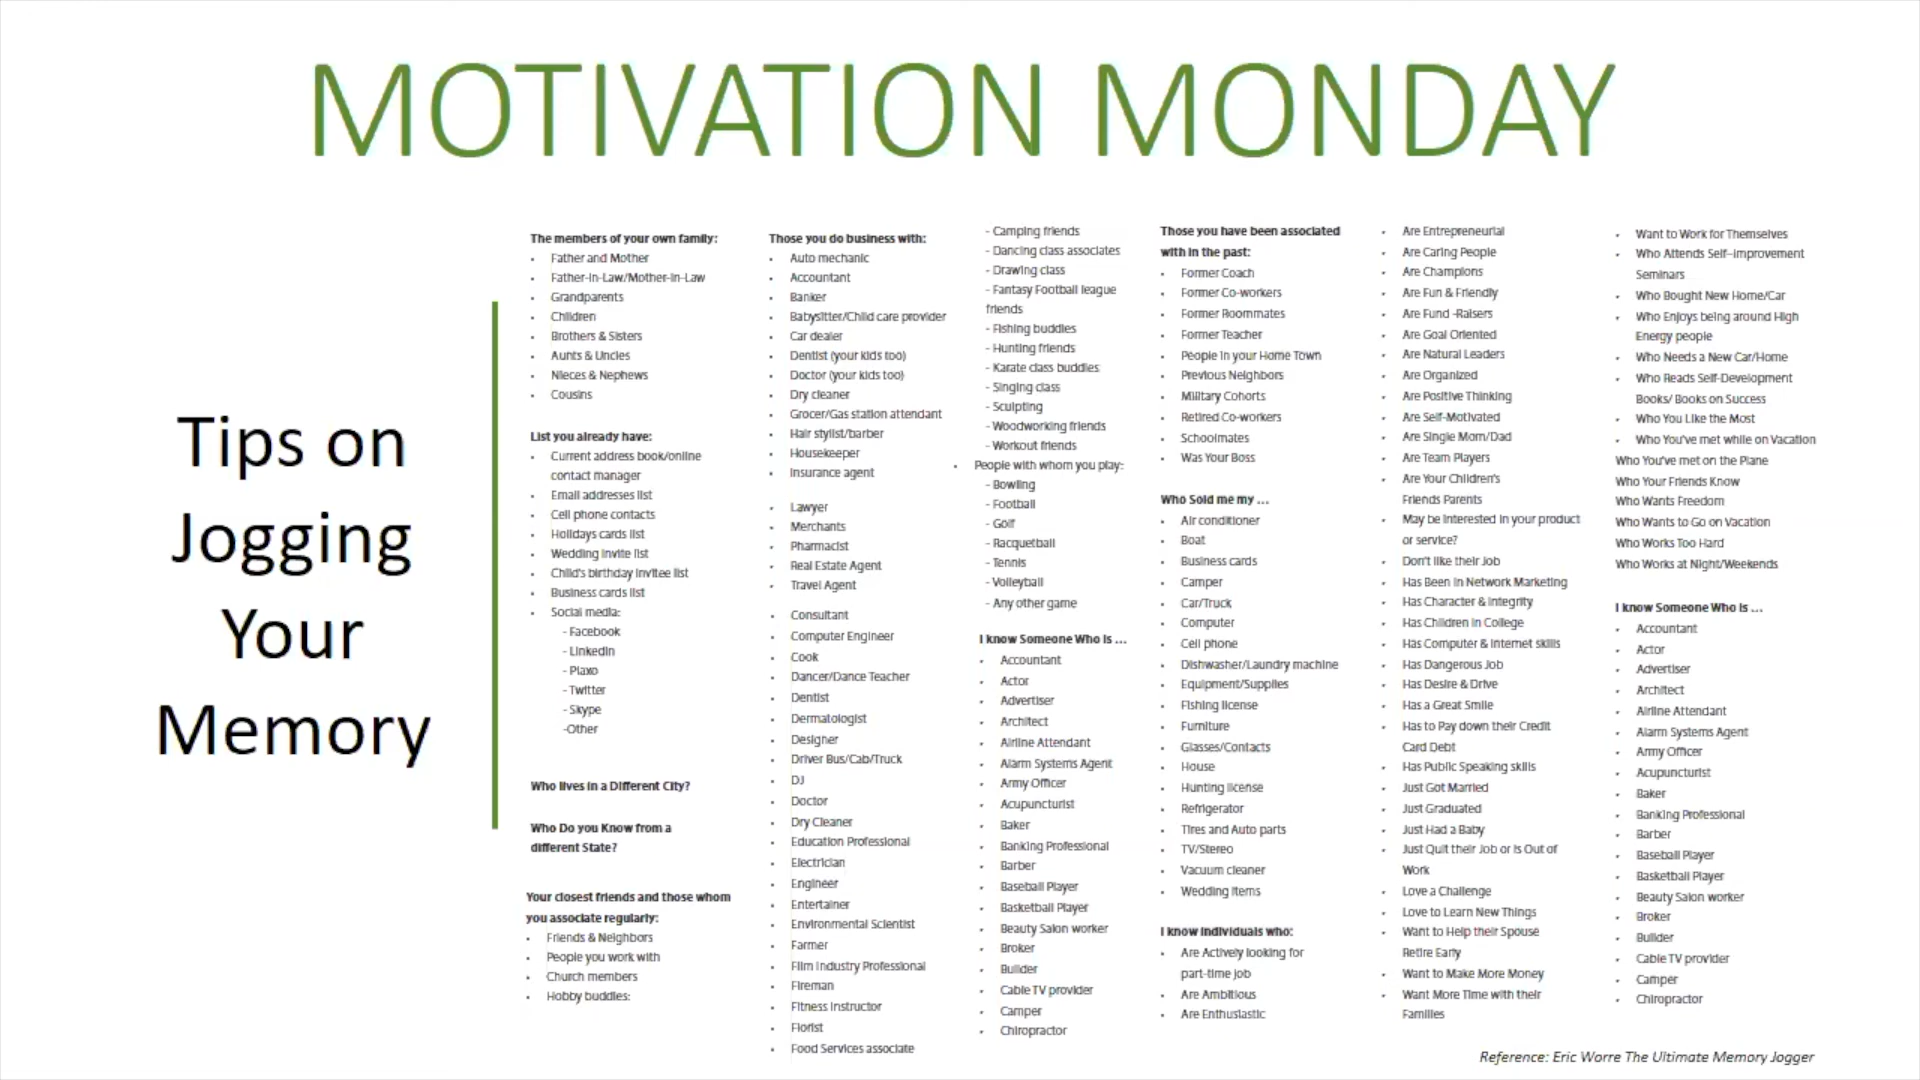 MOTIVATION MONDAY
Tips on
Jogging
Your
Memory
The members of your own family:
Father and Mother
Father-in-Law/Mother-in-Law
Grandparents
Children
Brothers & Sisters
Aunts & Uncles
Nieces & Nephews
Cousins
List you already have:
Current address book/online
contact manager
Email addresses list
Cell phone contacts
Holidays cards list
Wedding invite list
Child's birthday invitee list
Business cards list
Social media:
- Facebook
- LinkedIn
- Plaxo
- Twitter
- Skype
-Other
Who lives in a Different City?
Who Do you Know from a
different State?
Your closest friends and those whom
you associate regularly:
Friends & Neighbors
People you work with
Church members
Hobby buddies:
Those you do business with:
Auto mechanic
Accountant
Banker
Babysitter/Child care provider
Car dealer
Dentist (your kids too)
Doctor (your kids too)
Dry cleaner
Grocer/Gas station attendant
Hair stylist/barber
Housekeeper
Insurance agent
Lawyer
Merchants
Pharmacist
Real Estate Agent
Travel Agent
Consultant
Computer Engineer
Cook
Dancer/Dance Teacher
Dentist
Dermatologist
Designer
Driver Bus/Cab/Truck
DJ
Doctor
Dry Cleaner
Education Professional
Electrician
Engineer
Entertainer
Environmental Scientist
Farmer
Film Industry Professional
Fireman
Fitness Instructor
Florist
Food Services associate
- Camping friends
- Dancing class associates
- Drawing class
- Fantasy Football league
friends
- Fishing buddies
- Hunting friends
- Karate class buddies
- Singing class
- Sculpting
- Woodworking friends
- Workout friends
People with whom you play:
- Bowling
- Football
- Golf
- Racquetball
- Tennis
- Volleyball
- Any other game
I know Someone Who is ...
Accountant
Actor
Advertiser
Architect
Airline Attendant
Alarm Systems Agent
Army Officer
Acupuncturist
Baker
Banking Professional
Barber
Baseball Player
Basketball Player
Beauty Salon worker
Broker
Builder
Cable TV provider
Camper
Chiropractor
Those you have been associated
with in the past:
Former Coach
Former Co-workers
Former Roommates
Former Teacher
People in your Home Town
Previous Neighbors
Military Cohorts
Retired Co-workers
Schoolmates
Was Your Boss
Who Sold me my ...
Air conditioner
Boat
Business cards
Camper
Car/Truck
Computer
Cell phone
Dishwasher/Laundry machine
Equipment/Supplies
Fishing license
Furniture
Glasses/Contacts
House
Hunting license
Refrigerator
Tires and Auto parts
TV/Stereo
Vacuum cleaner
Wedding items
I know individuals who:
Are Actively looking for
part-time job
Are Ambitious
Are Enthusiastic
Are Entrepreneurial
Are Caring People
Are Champions
Are Fun & Friendly
Are Fund -Raisers
Are Goal Oriented
Are Natural Leaders
Are Organized
Are Positive Thinking
Are Self-Motivated
Are Single Mom/Dad
Are Team Players
Are Your Children's
Friends Parents
May be interested in your product
or service?
Don't like their Job
Has Been in Network Marketing
Has Character & Integrity
Has Children in College
Has Computer & Internet skills
Has Dangerous Job
Has Desire & Drive
Has a Great Smile
Has to Pay down their Credit
Card Debt
Has Public Speaking skills
Just Got Married
Just Graduated
Just Had a Baby
Just Quit their Job or is Out of
Work
Love a Challenge
Love to Learn New Things
Want to Help their Spouse
Retire Early
Want to Make More Money
Want More Time with their
Families
Want to Work for Themselves
Who Attends Self-Improvement
Seminars
Who Bought New Home/Car
Who Enjoys being around High
Energy people
Who Needs a New Car/Home
Who Reads Self-Development
Books/ Books on Success
Who You Like the Most
Who You've met while on Vacation
Who You've met on the Plane
Who Your Friends Know
Who Wants Freedom
Who Wants to Go on Vacation
Who Works Too Hard
Who Works at Night/Weekends
I know Someone Who is ...
Accountant
Actor
Advertiser
Architect
Airline Attendant
Alarm Systems Agent
Army Officer
Acupuncturist
Baker
Banking Professional
Barber
Baseball Player
Basketball Player
Beauty Salon worker
Broker
Builder
Cable TV provider
Camper
Chiropractor
Reference: Eric Worre The Ultimate Memory Jogger